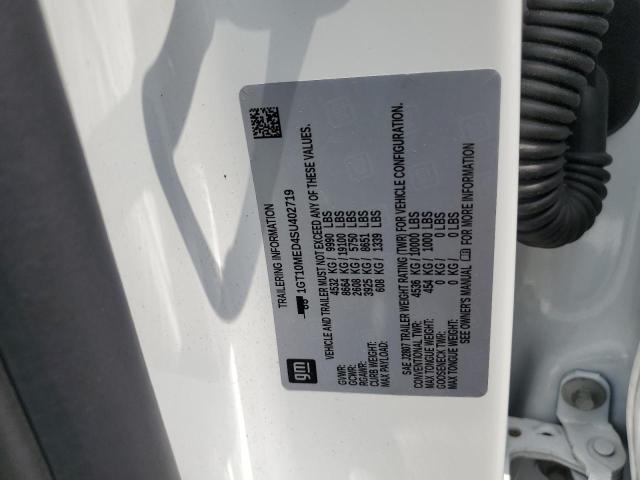 TRAILERING INFORMATION
1GT10MED4SU402719
VEHICLE AND TRAILER MUST NOT EXCEED ANY OF THESE VALUES.
GVWR: 4532 KG / 9990 LBS
GCWR: 8664 KG / 19100 LBS
RGAWR: 2608 KG / 5750 LBS
CURB WEIGHT: 3925 KG / 8651 LBS
MAX PAYLOAD: 608 KG / 1339 LBS
SAE J2807 TRAILER WEIGHT RATING (TWR) FOR VEHICLE CONFIGURATION.
CONVENTIONAL TWR: 4536 KG / 10000 LBS
MAX TONGUE WEIGHT: 454 KG / 1000 LBS
GOOSENECK TWR: 0 KG / 0 LBS
MAX TONGUE WEIGHT: 0 KG / 0 LBS
SEE OWNER'S MANUAL FOR MORE INFORMATION
gm